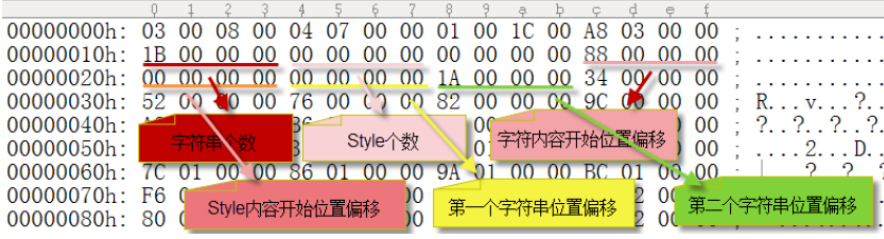 0 1 2 3 4 5 6 7 8 9 a b c d e f
00000000h: 03 00 08 00 04 07 00 00 01 00 1C 00 A8 03 00 00 ; ............
00000010h: 1B 00 00 00 00 00 00 00 00 00 00 00 88 00 00 00 ; ............
00000020h: 00 00 00 00 00 00 00 00 1A 00 00 00 34 00 00 00 ; ............
00000030h: 52 00 00 00 76 00 00 00 82 00 00 00 9C 00 00 00 ; R...v...?..
00000040h: ?..?..?..?.
00000050h: ....2...D.
字符串个数
Style个数
字符内容开始位置偏移
00000060h: 7C 01 00 00 86 01 00 00 9A 01 00 00 BC 01 00 00
00000070h: F6
00000080h: 80
Style内容开始位置偏移
第一个字符串位置偏移
第二个字符串位置偏移